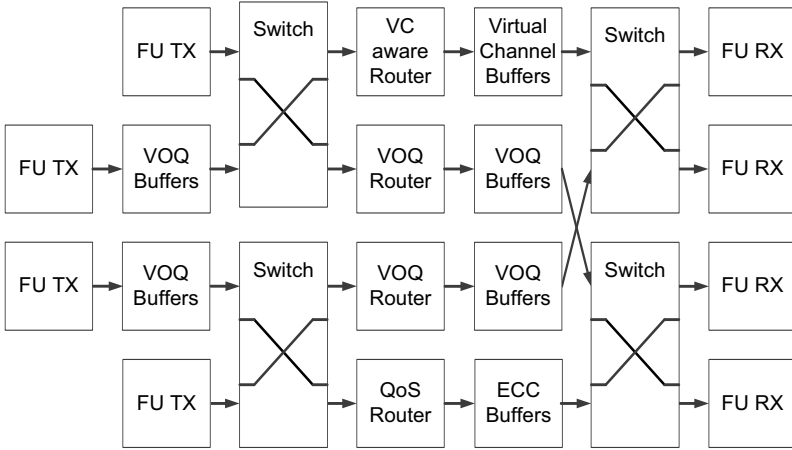 FU TX
Switch
VC
aware
Router
Virtual
Channel
Buffers
Switch
FU RX
FU TX
VOQ
Buffers
VOQ
Router
VOQ
Buffers
FU RX
FU TX
VOQ
Buffers
Switch
VOQ
Router
VOQ
Buffers
Switch
FU RX
FU TX
QoS
Router
ECC
Buffers
FU RX